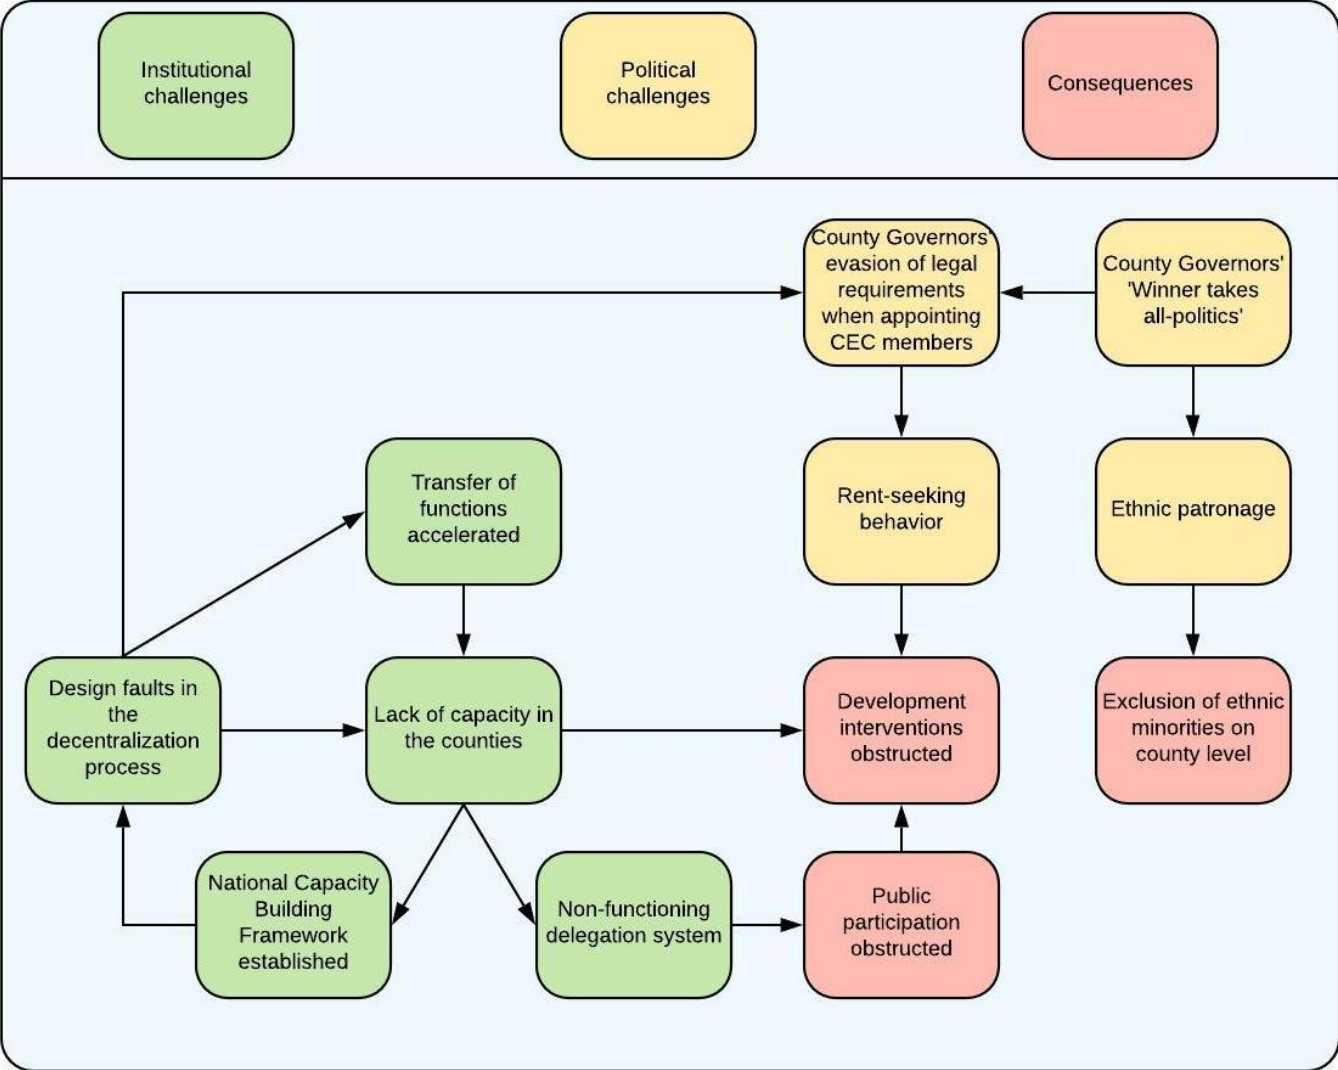 Institutional
challenges
Political
challenges
Consequences
County Governors'
evasion of legal
requirements
when appointing
CEC members
County Governors'
'Winner takes
all-politics'
Transfer of
functions
accelerated
Rent-seeking
behavior
Ethnic patronage
Design faults in
the
decentralization
process
Lack of capacity in
the counties
Development
interventions
obstructed
Exclusion of ethnic
minorities on
county level
National Capacity
Building
Framework
established
Non-functioning
delegation system
Public
participation
obstructed